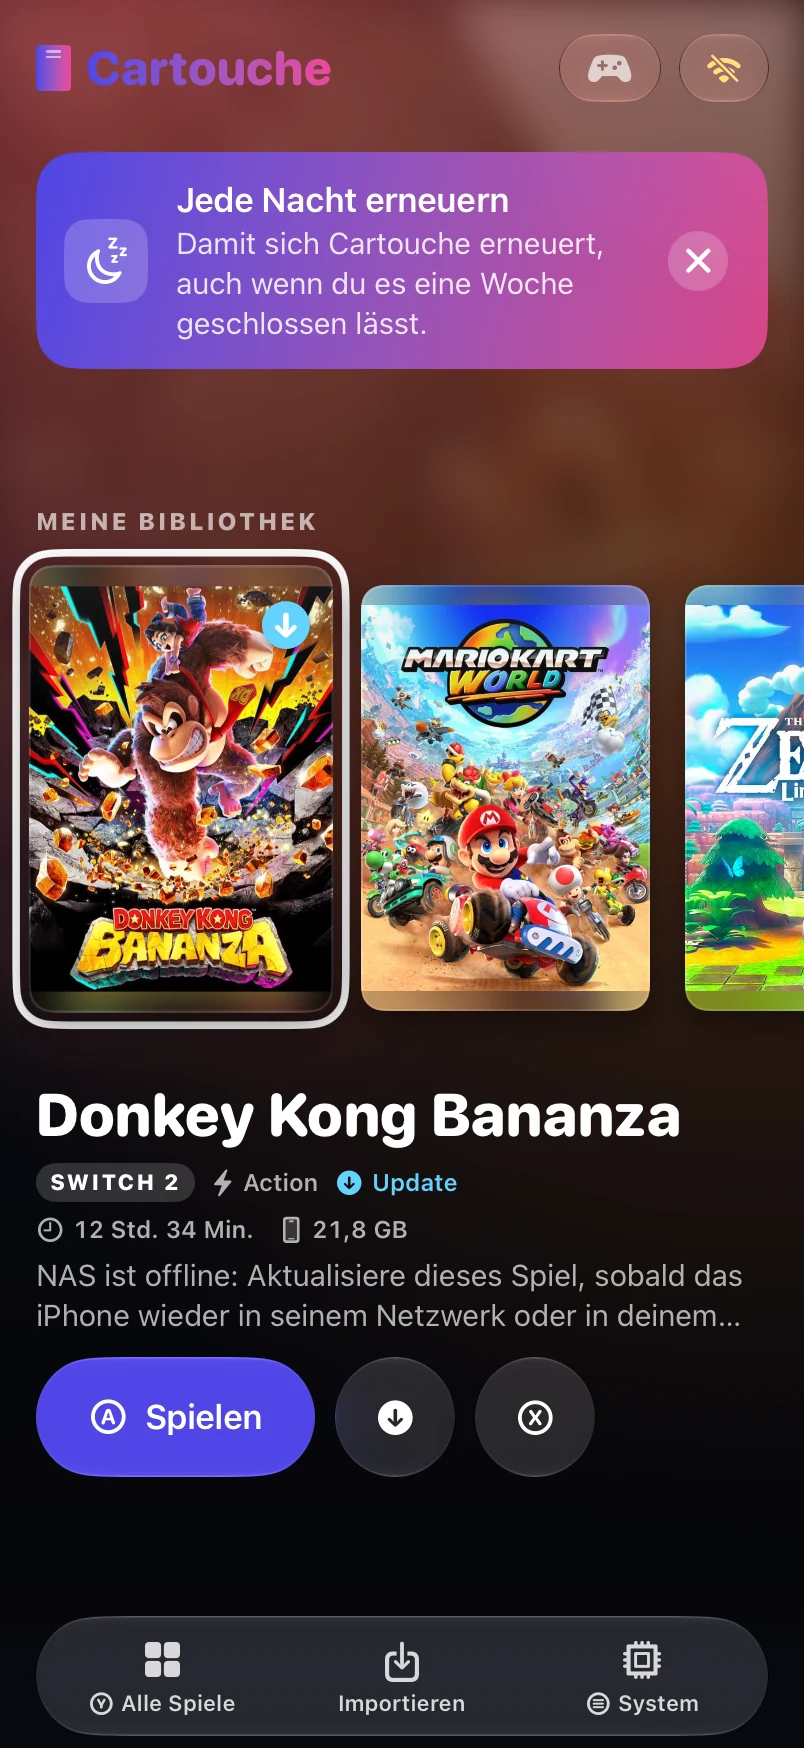 Cartouche
Jede Nacht erneuern
Damit sich Cartouche erneuert,
auch wenn du es eine Woche
geschlossen lässt.
MEINE BIBLIOTHEK
DONKEY KONG
BANANZA
MARIOKART
WORLD
TH
ZE
Lin
Donkey Kong Bananza
SWITCH 2 Action Update
12 Std. 34 Min. 21,8 GB
NAS ist offline: Aktualisiere dieses Spiel, sobald das
iPhone wieder in seinem Netzwerk oder in deinem...
A Spielen X
Y Alle Spiele Importieren System